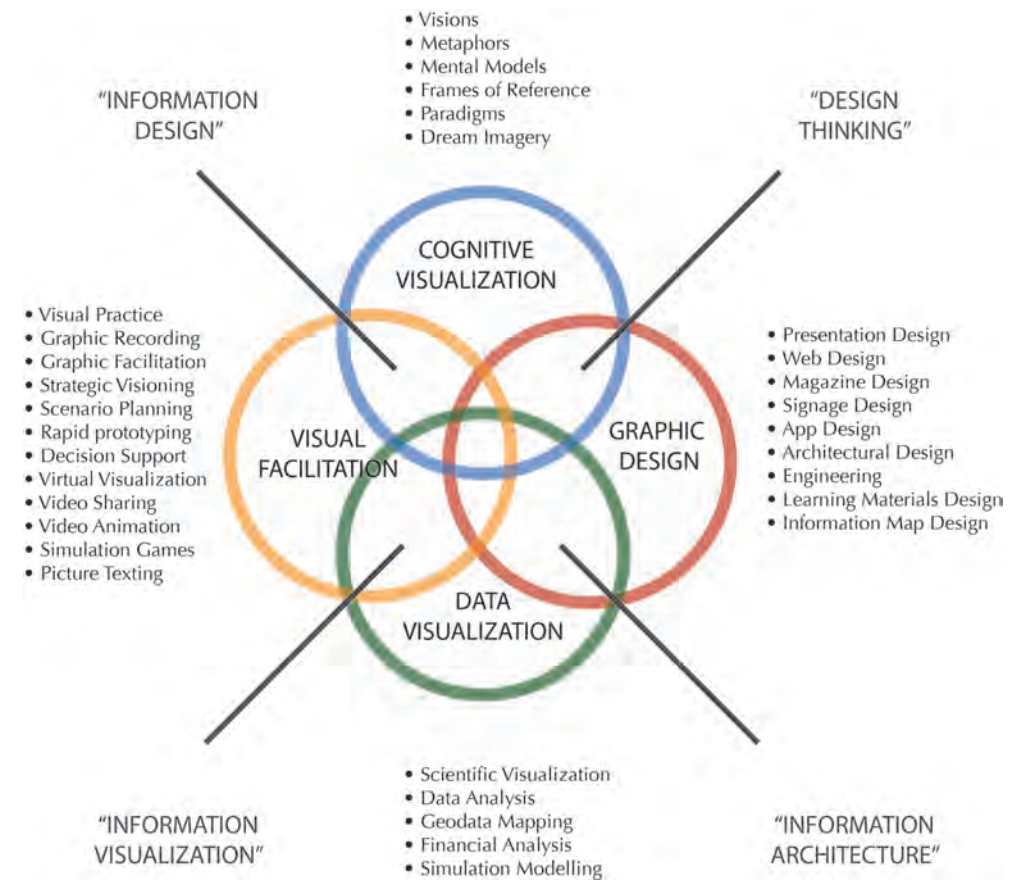 • Visions
• Metaphors
• Mental Models
• Frames of Reference
• Paradigms
• Dream Imagery
"INFORMATION
DESIGN"
"DESIGN
THINKING"
COGNITIVE
VISUALIZATION
• Visual Practice
• Graphic Recording
• Graphic Facilitation
• Strategic Visioning
• Scenario Planning
• Rapid prototyping
• Decision Support
• Virtual Visualization
• Video Sharing
• Video Animation
• Simulation Games
• Picture Texting
VISUAL
FACILITATION
GRAPHIC
DESIGN
• Presentation Design
• Web Design
• Magazine Design
• Signage Design
• App Design
• Architectural Design
• Engineering
• Learning Materials Design
• Information Map Design
DATA
VISUALIZATION
"INFORMATION
VISUALIZATION"
• Scientific Visualization
• Data Analysis
• Geodata Mapping
• Financial Analysis
• Simulation Modelling
"INFORMATION
ARCHITECTURE"